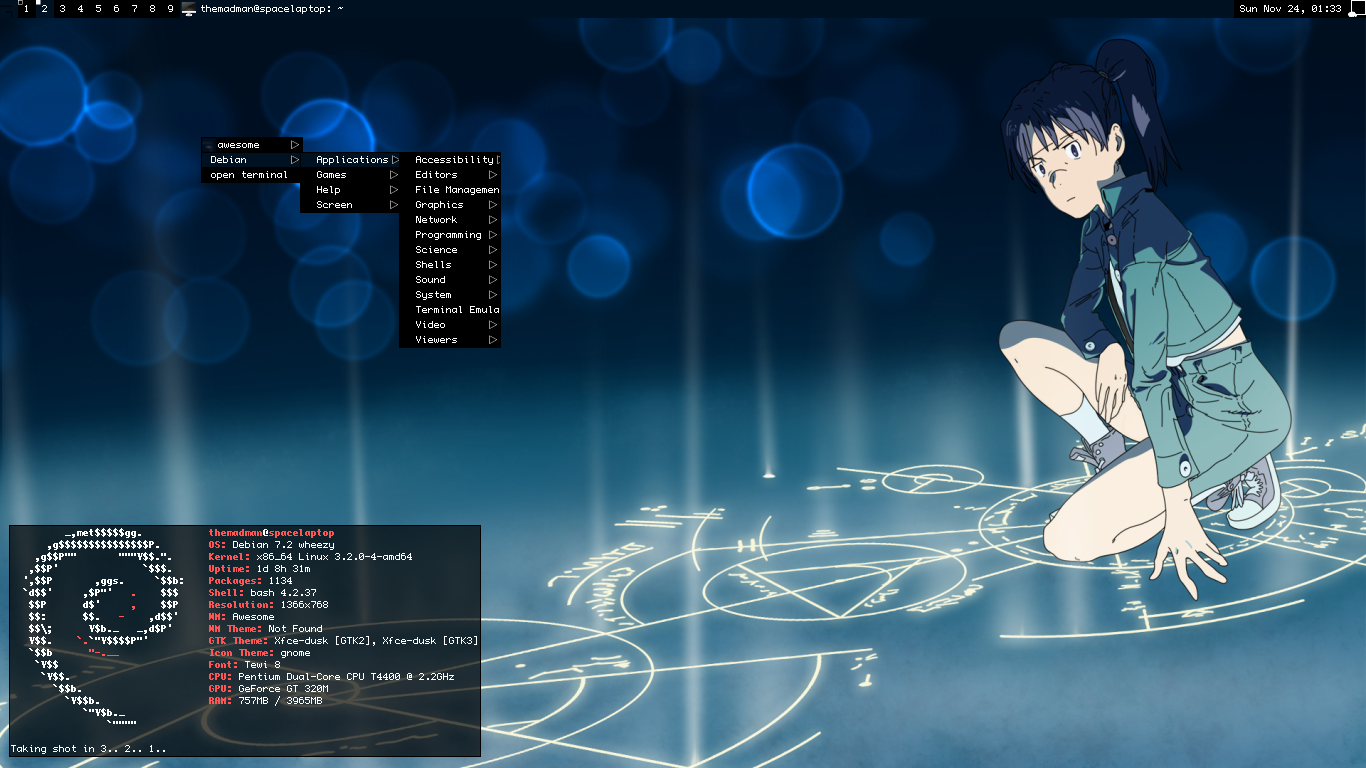 1 2 3 4 5 6 7 8 9 themadman@spacelaptop: ~ Sun Nov 24, 01:33
awesome
Debian
open terminal
Applications
Games
Help
Screen
Accessibility
Editors
File Managemen
Graphics
Network
Programming
Science
Shells
Sound
System
Terminal Emula
Video
Viewers
themadman@spacelaptop
OS: Debian 7.2 wheezy
Kernel: x86_64 Linux 3.2.0-4-amd64
Uptime: 1d 8h 31m
Packages: 1134
Shell: bash 4.2.37
Resolution: 1366x768
WM: Awesome
WM Theme: Not Found
GTK Theme: Xfce-dusk [GTK2], Xfce-dusk [GTK3]
Icon Theme: gnome
Font: Tewi 8
CPU: Pentium Dual-Core CPU T4400 @ 2.2GHz
GPU: GeForce GT 320M
RAM: 757MB / 3965MB
Taking shot in 3.. 2.. 1..